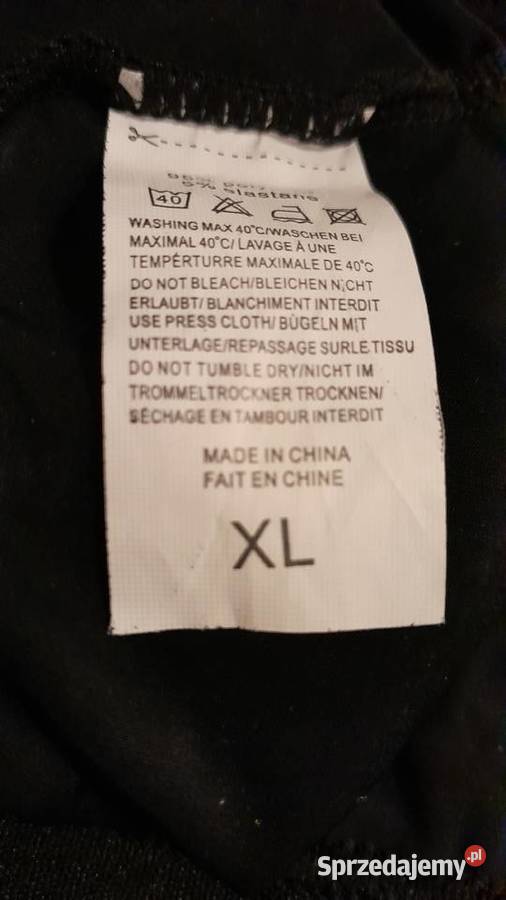 5% elastane
40
WASHING MAX 40°C/WASCHEN BEI
MAXIMAL 40°C/ LAVAGE À UNE
TEMPÉRTURRE MAXIMALE DE 40°C
DO NOT BLEACH/BLEICHEN NICHT
ERLAUBT/ BLANCHIMENT INTERDIT
USE PRESS CLOTH/ BÜGELN MIT
UNTERLAGE/REPASSAGE SURLE TISSU
DO NOT TUMBLE DRY/NICHT IM
TROMMELTROCKNER TROCKNEN/
SÉCHAGE EN TAMBOUR INTERDIT
MADE IN CHINA
FAIT EN CHINE
XL
Sprzedajemy.pl